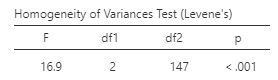 Homogeneity of Variances Test (Levene's)
F df1 df2 p
16.9 2 147 < .001